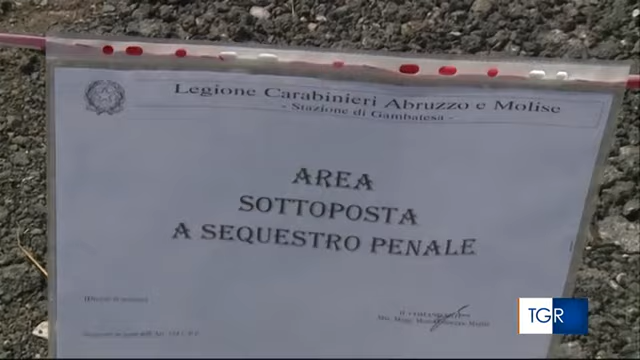 Legione Carabinieri Abruzzo e Molise
- Stazione di Gambatesa -
AREA
SOTTOPOSTA
A SEQUESTRO PENALE
TGR